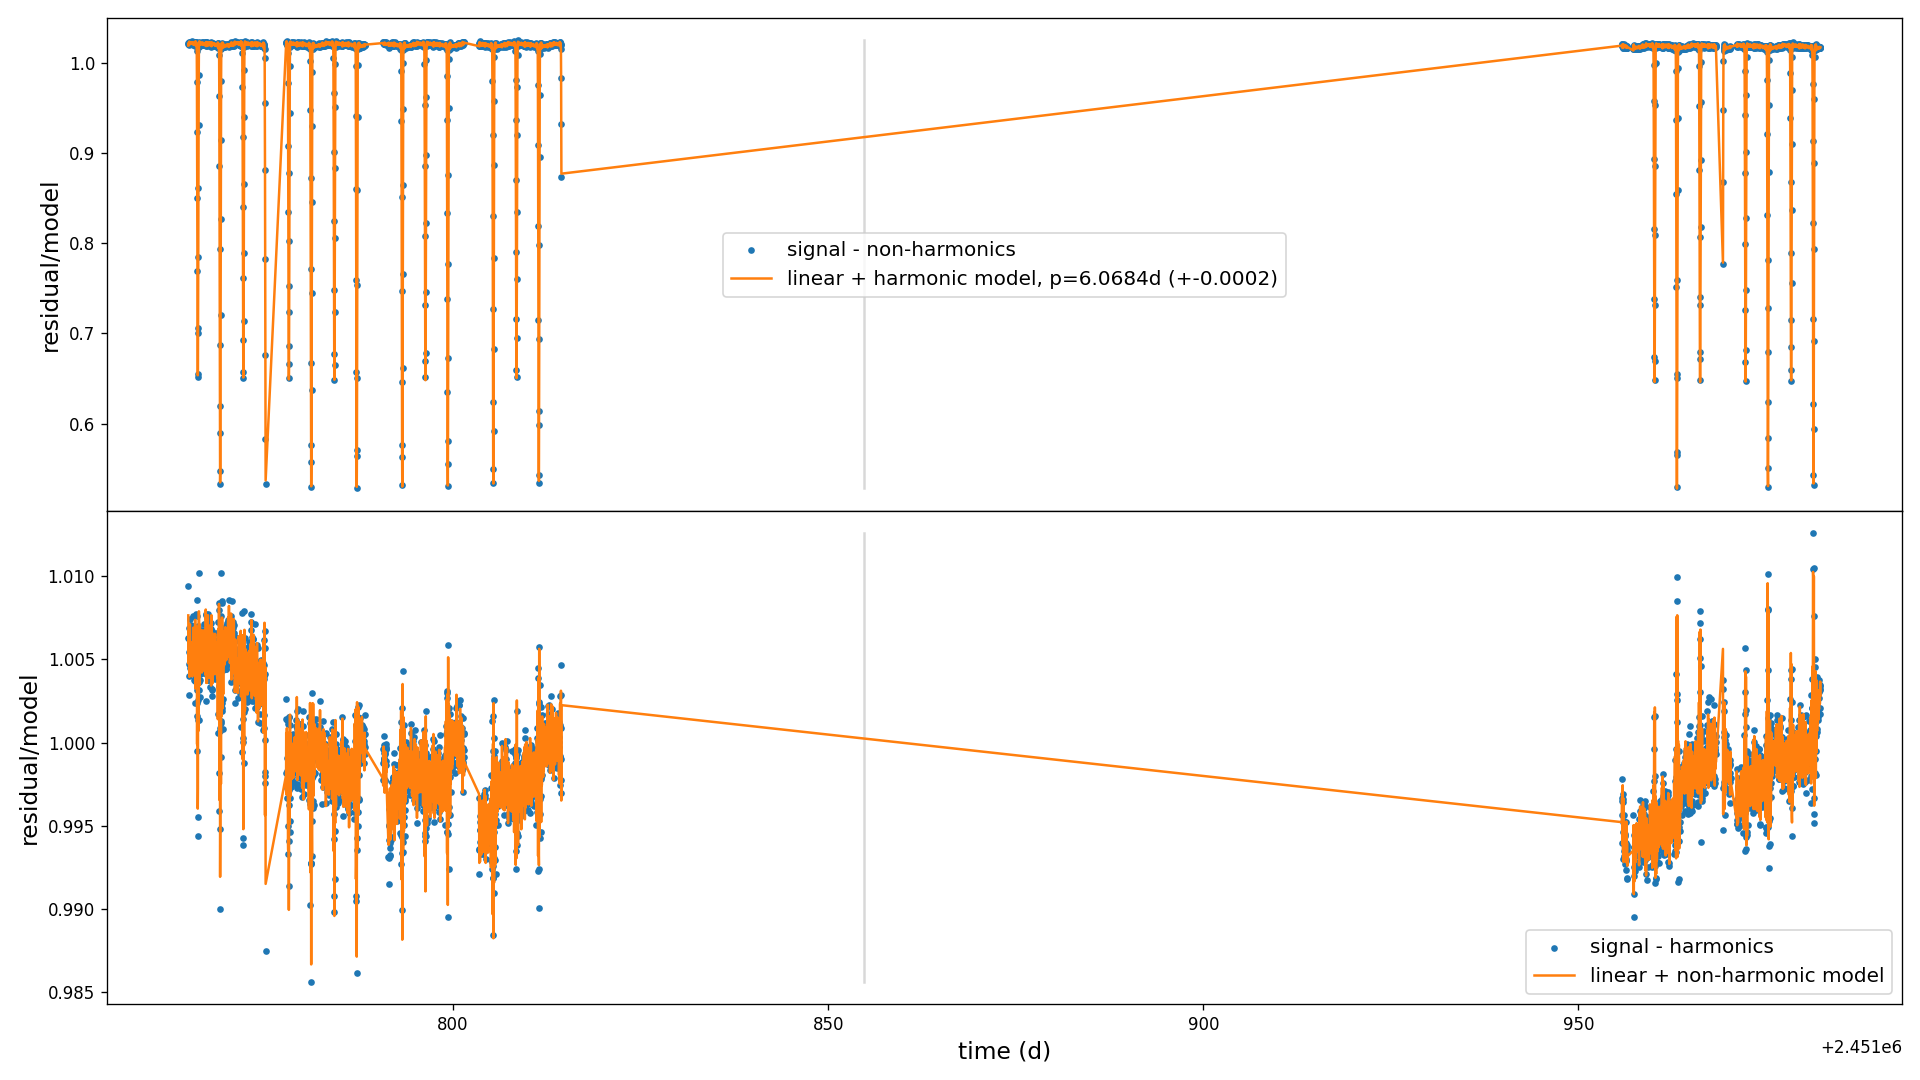 1.0
0.9
0.8
0.7
0.6
residual/model
signal - non-harmonics
linear + harmonic model, p=6.0684d (+-0.0002)
1.010
1.005
1.000
0.995
0.990
0.985
residual/model
signal - harmonics
linear + non-harmonic model
800
850
900
950
time (d)
+2.451e6